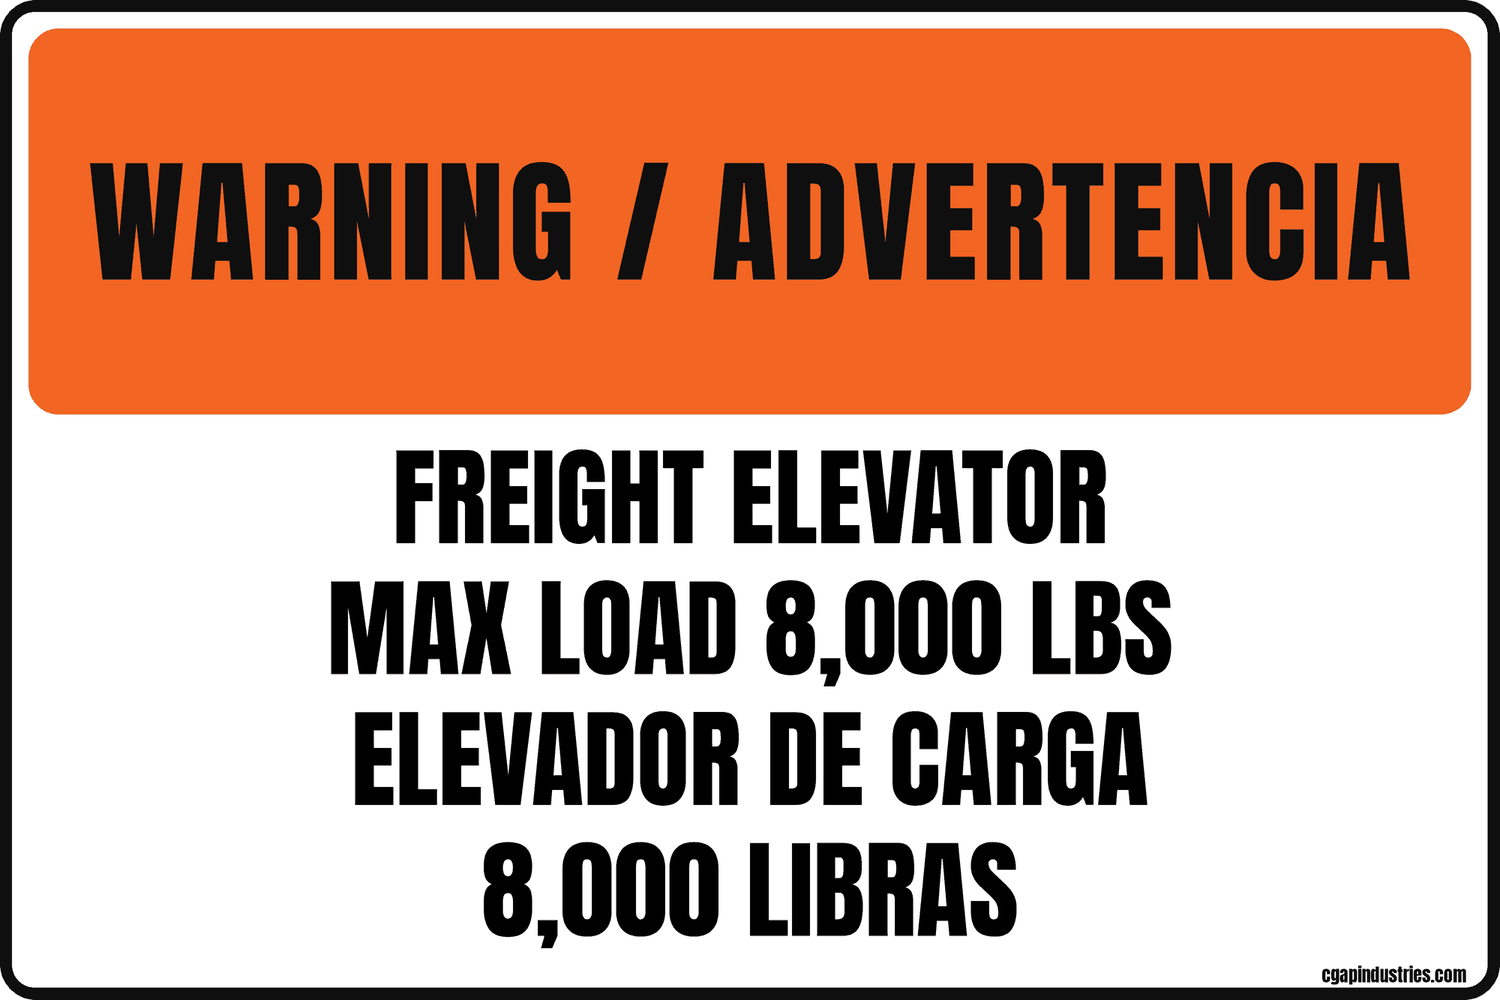 WARNING / ADVERTENCIA
FREIGHT ELEVATOR
MAX LOAD 8,000 LBS
ELEVADOR DE CARGA
8,000 LIBRAS
cgapindustries.com